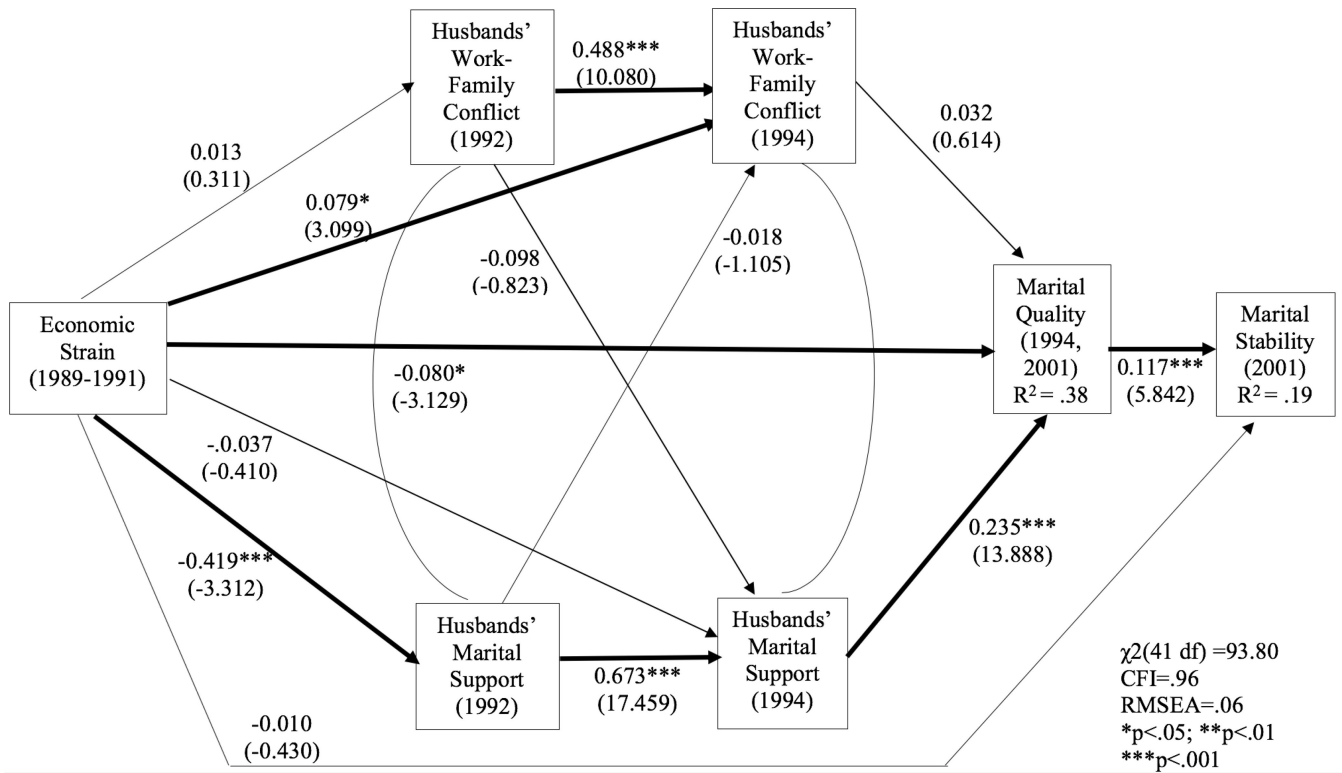 Husbands'
Work-
Family
Conflict
(1992)
0.488***
(10.080)
Husbands'
Work-
Family
Conflict
(1994)
0.032
(0.614)
0.013
(0.311)
0.079*
(3.099)
-0.098
(-0.823)
-0.018
(-1.105)
Economic
Strain
(1989-1991)
-0.080*
(-3.129)
Marital
Quality
(1994,
2001)
R² = .38
0.117***
(5.842)
Marital
Stability
(2001)
R² = .19
-.0.037
(-0.410)
-0.419***
(-3.312)
0.235***
(13.888)
Husbands'
Marital
Support
(1992)
0.673***
(17.459)
Husbands'
Marital
Support
(1994)
-0.010
(-0.430)
χ2(41 df) =93.80
CFI=.96
RMSEA=.06
*p<.05; **p<.01
***p<.001